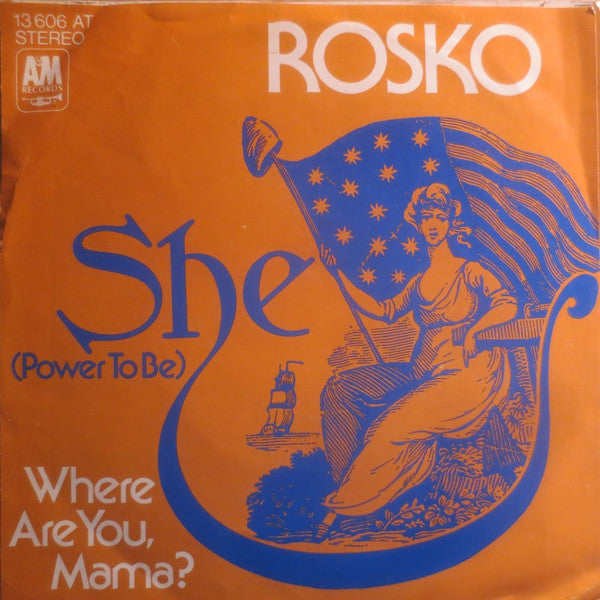 13 606 AT
STEREO
A&M
RECORDS
ROSKO
She
(Power To Be)
Where
Are You,
Mama?